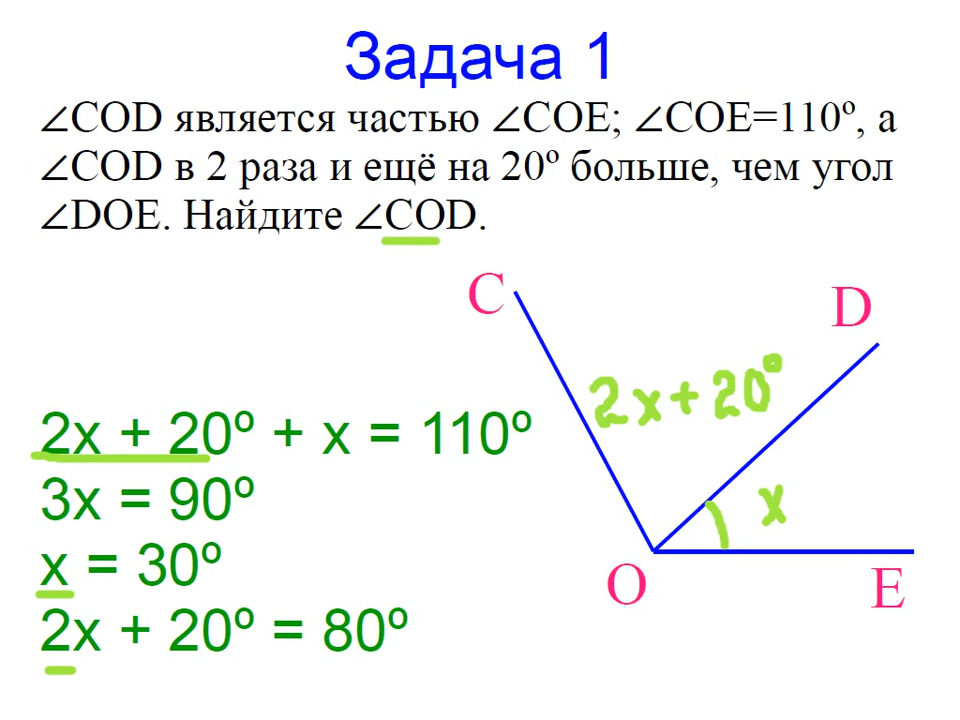 Задача 1
∠COD является частью ∠COE; ∠COE=110º, а
∠COD в 2 раза и ещё на 20º больше, чем угол
∠DOE. Найдите ∠COD.
C
D
2x + 20º
2x + 20º + x = 110º
3x = 90º
x
x = 30º
O
E
2x + 20º = 80º